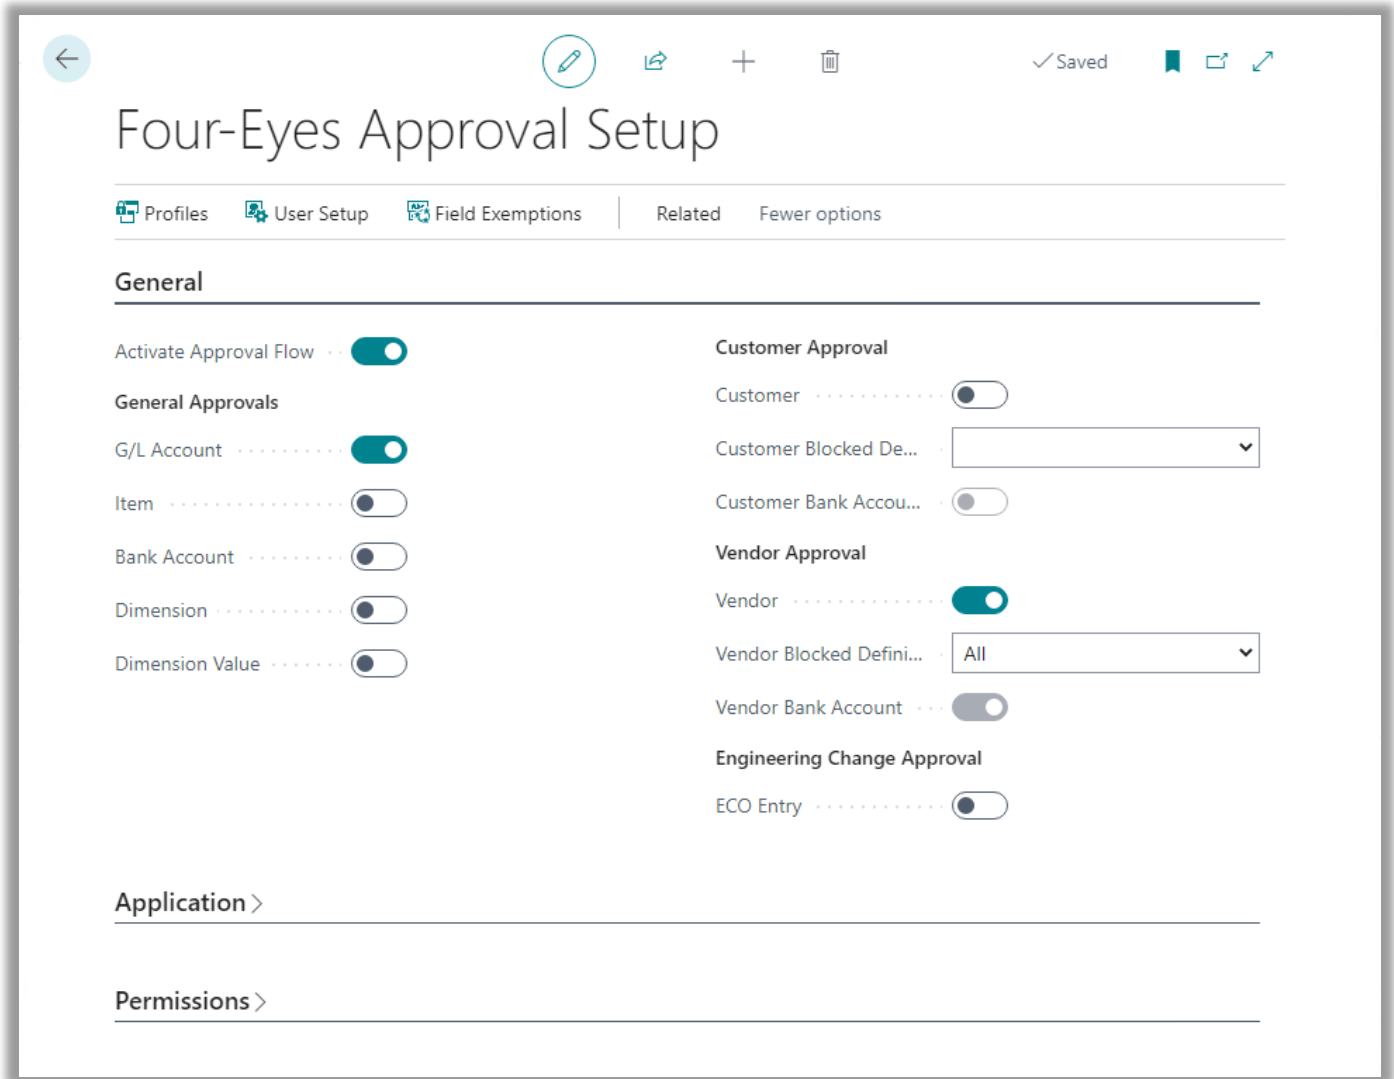 Saved
Four-Eyes Approval Setup
Profiles User Setup Field Exemptions Related Fewer options
General
Activate Approval Flow
General Approvals
G/L Account
Item
Bank Account
Dimension
Dimension Value
Customer Approval
Customer
Customer Blocked De...
Customer Bank Accou...
Vendor Approval
Vendor
Vendor Blocked Defini... All
Vendor Bank Account
Engineering Change Approval
ECO Entry
Application
Permissions